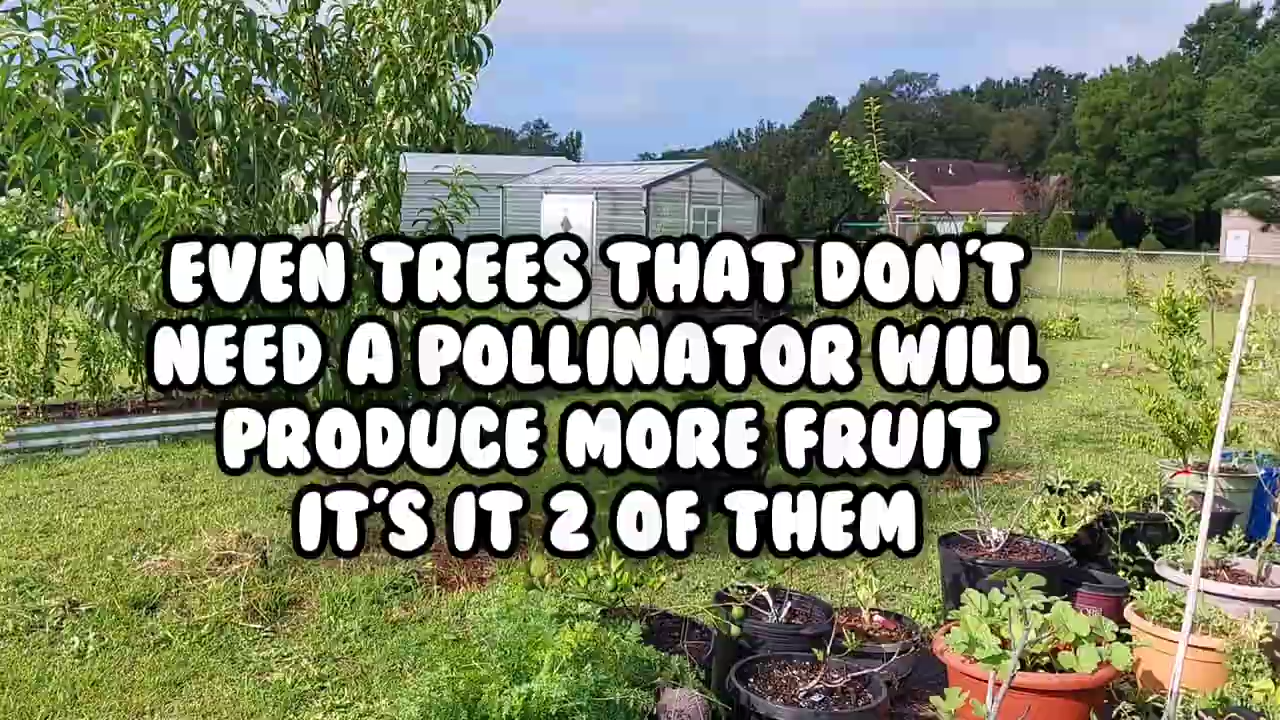 EVEN TREES THAT DON'T
NEED A POLLINATOR WILL
PRODUCE MORE FRUIT
IT'S IT 2 OF THEM